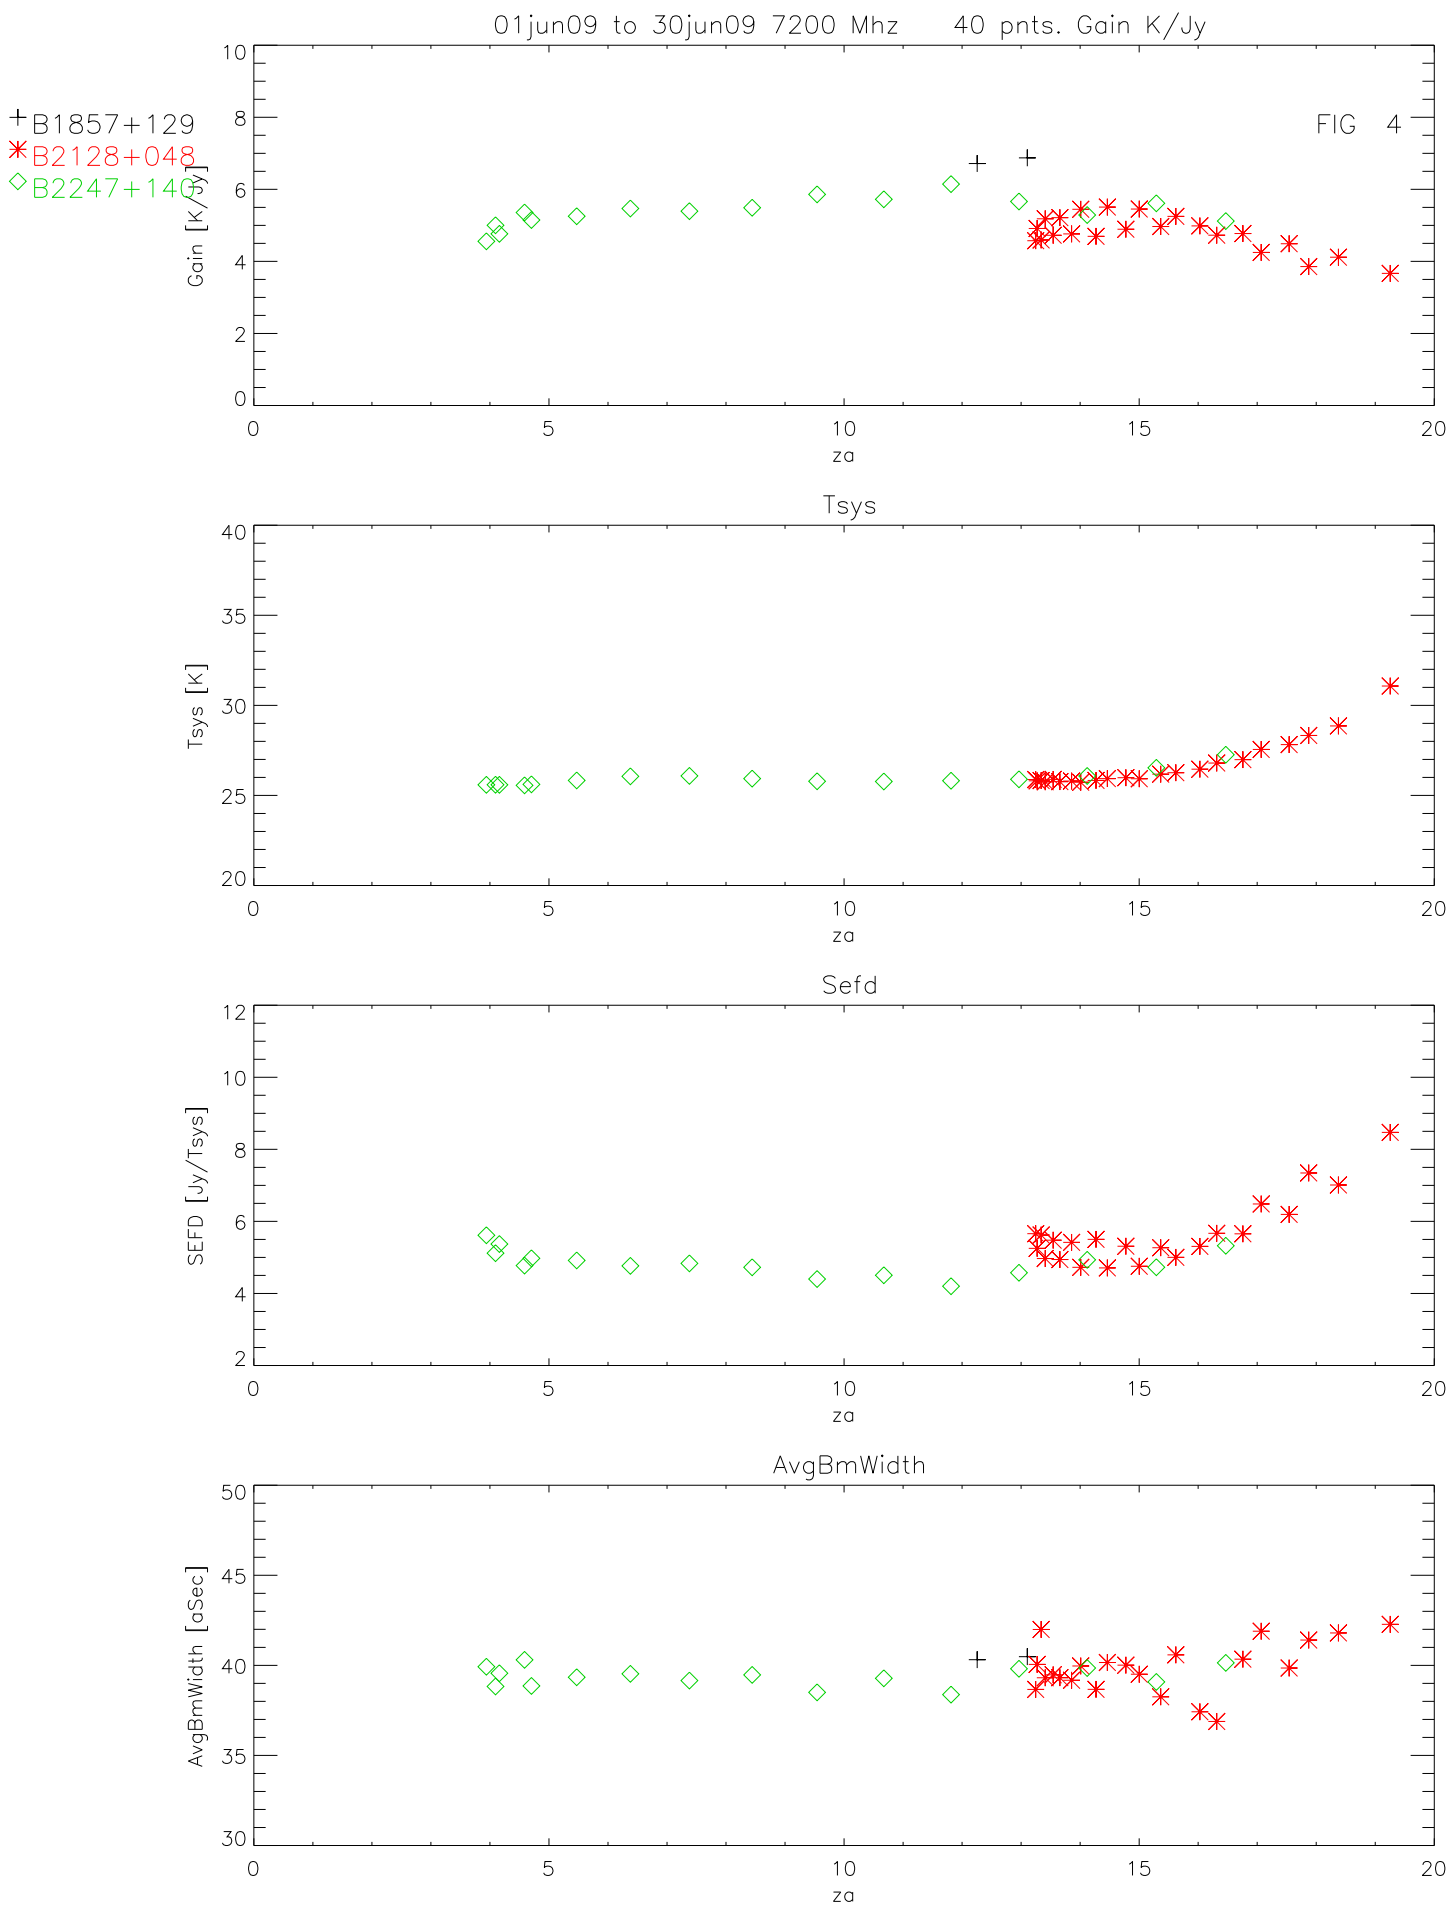 01jun09 to 30jun09 7200 Mhz 40 pnts. Gain K/Jy
10
8
6
4
2
0
+ B1857+129
B2128+048
B2247+140
FIG 4
Gain [K/Jy]
0 5 10 15 20
za
Tsys
40
35
30
25
20
Tsys [K]
0 5 10 15 20
za
Sefd
12
10
8
6
4
2
SEFD [Jy/Tsys]
0 5 10 15 20
za
AvgBmWidth
50
45
40
35
30
AvgBmWidth [aSec]
0 5 10 15 20
za